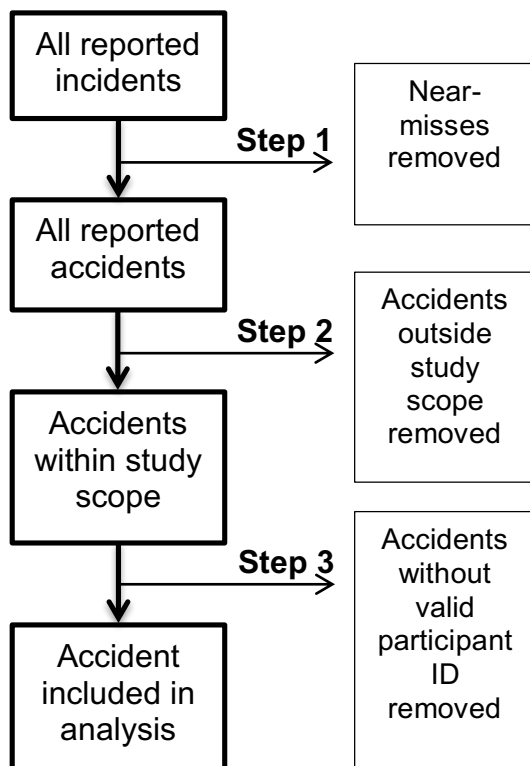 All reported
incidents
Step 1
Near-
misses
removed
All reported
accidents
Step 2
Accidents
outside
study
scope
removed
Accidents
within study
scope
Step 3
Accidents
without
valid
participant
ID
removed
Accident
included in
analysis